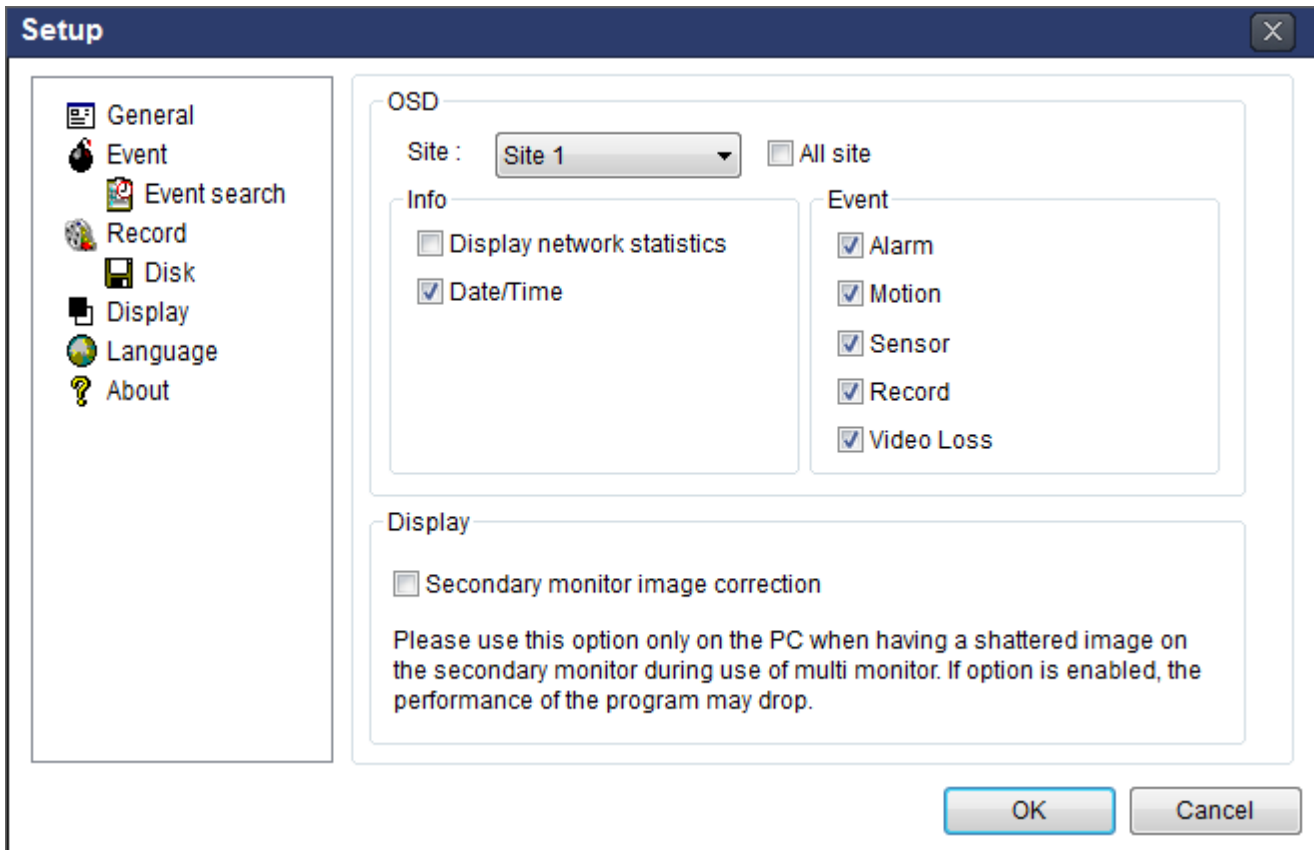 Setup
General
Event
Event search
Record
Disk
Display
Language
About
OSD
Site :
Site 1
All site
Info
Display network statistics
Date/Time
Event
Alarm
Motion
Sensor
Record
Video Loss
Display
Secondary monitor image correction
Please use this option only on the PC when having a shattered image on
the secondary monitor during use of multi monitor. If option is enabled, the
performance of the program may drop.
OK
Cancel